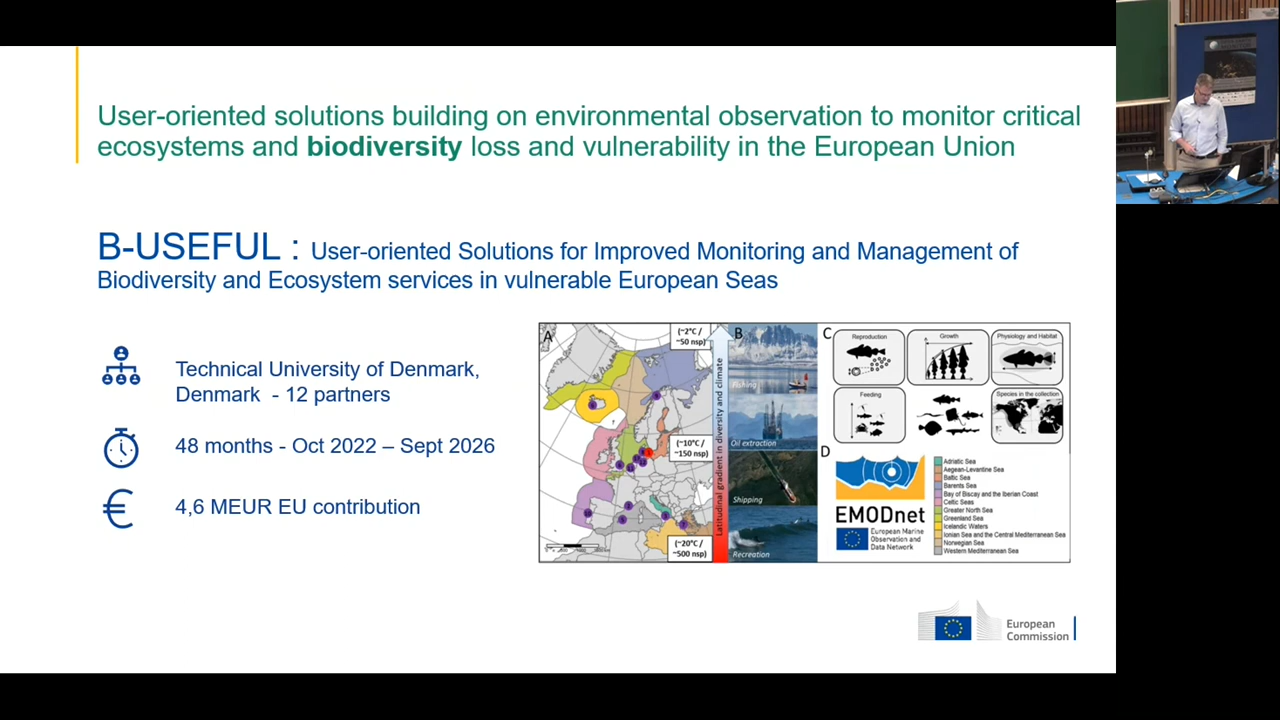 User-oriented solutions building on environmental observation to monitor critical
ecosystems and biodiversity loss and vulnerability in the European Union
B-USEFUL : User-oriented Solutions for Improved Monitoring and Management of
Biodiversity and Ecosystem services in vulnerable European Seas
Technical University of Denmark,
Denmark - 12 partners
48 months - Oct 2022 – Sept 2026
4,6 MEUR EU contribution
A
(~2°C /
~50 nsp)
(~10°C /
~150 nsp)
(~20°C /
~500 nsp)
Latitudinal gradient in diversity and climate
B
Fishing
Oil extraction
Shipping
Recreation
C
Reproduction
Growth
Physiology and Habitat
Feeding
Species in the collection
D
EMODnet
European Marine
Observation and
Data Network
Adriatic Sea
Aegean-Levantine Sea
Baltic Sea
Barents Sea
Bay of Biscay and the Iberian Coast
Celtic Seas
Greater North Sea
Greenland Sea
Icelandic Waters
Ionian Sea and the Central Mediterranean Sea
Norwegian Sea
Western Mediterranean Sea
European
Commission